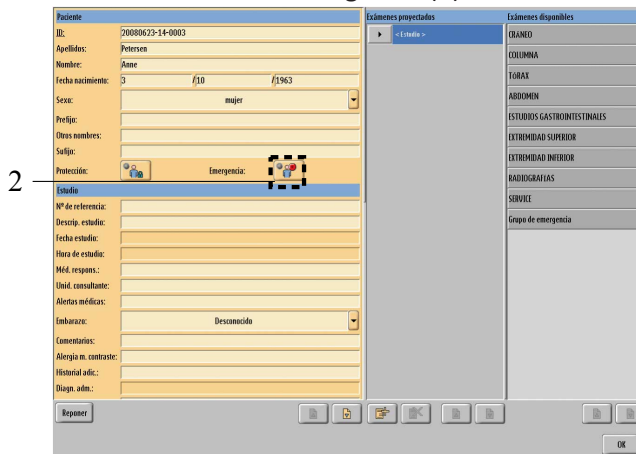 Paciente
ID: 20080623-14-0003
Apellidos: Petersen
Nombre: Anne
Fecha nacimiento: 3 / 10 / 1963
Sexo: mujer
Prefijo:
Otros nombres:
Sufijo:
Protección: Emergencia:
2
Estudio
Nº de referencia:
Descrip. estudio:
Fecha estudio:
Hora de estudio:
Méd. respons.:
Unid. consultante:
Alertas médicas:
Embarazo: Desconocido
Comentarios:
Alergia m. contraste:
Historial adic.:
Diagn. adm.:
Reponer
Exámenes proyectados
< Estudio >
Exámenes disponibles
CRANEO
COLUMNA
TóRAX
ABDOMEN
ESTUDIOS GASTROINTESTINALES
EXTREMIDAD SUPERIOR
EXTREMIDAD INFERIOR
RADIOGRAFIAS
SERVICE
Grupo de emergencia
OK